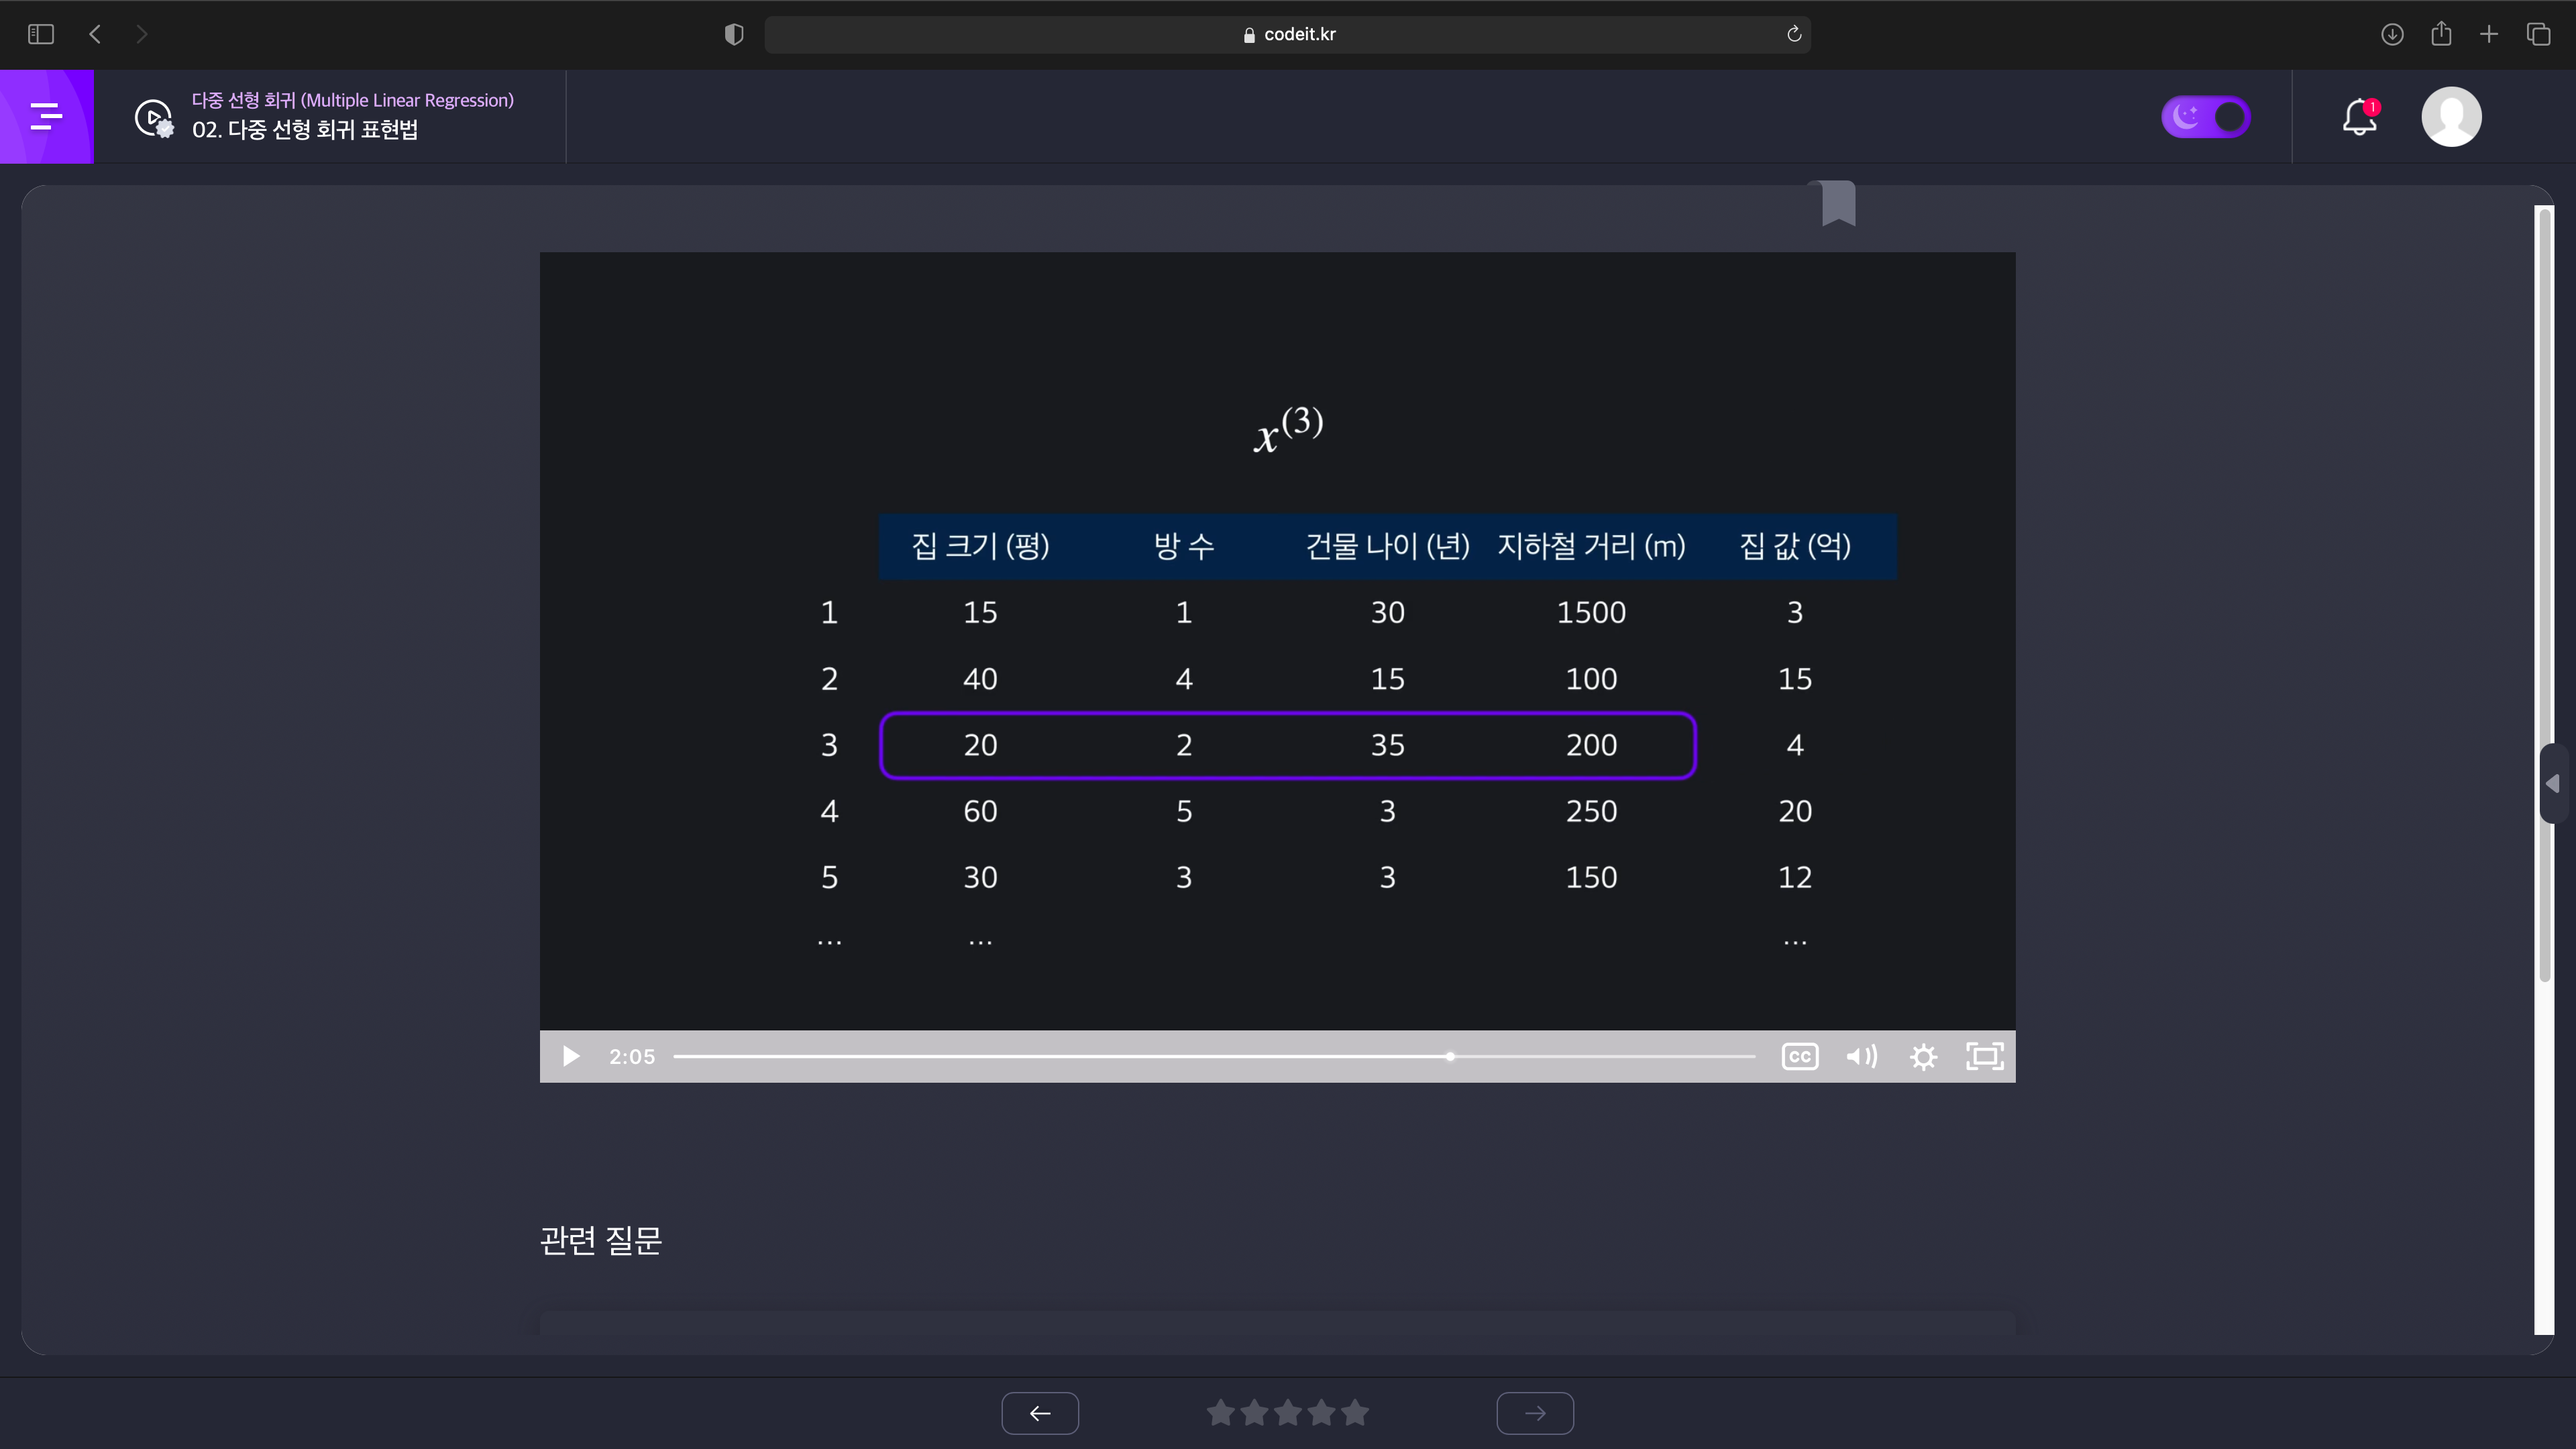 codeit.kr
다중 선형 회귀 (Multiple Linear Regression)
02. 다중 선형 회귀 표현법
1
x(3)
집 크기 (평) 방 수 건물 나이 (년) 지하철 거리 (m) 집 값 (억)
1 15 1 30 1500 3
2 40 4 15 100 15
3 20 2 35 200 4
4 60 5 3 250 20
5 30 3 3 150 12
... ... ...
2:05 CC
관련 질문